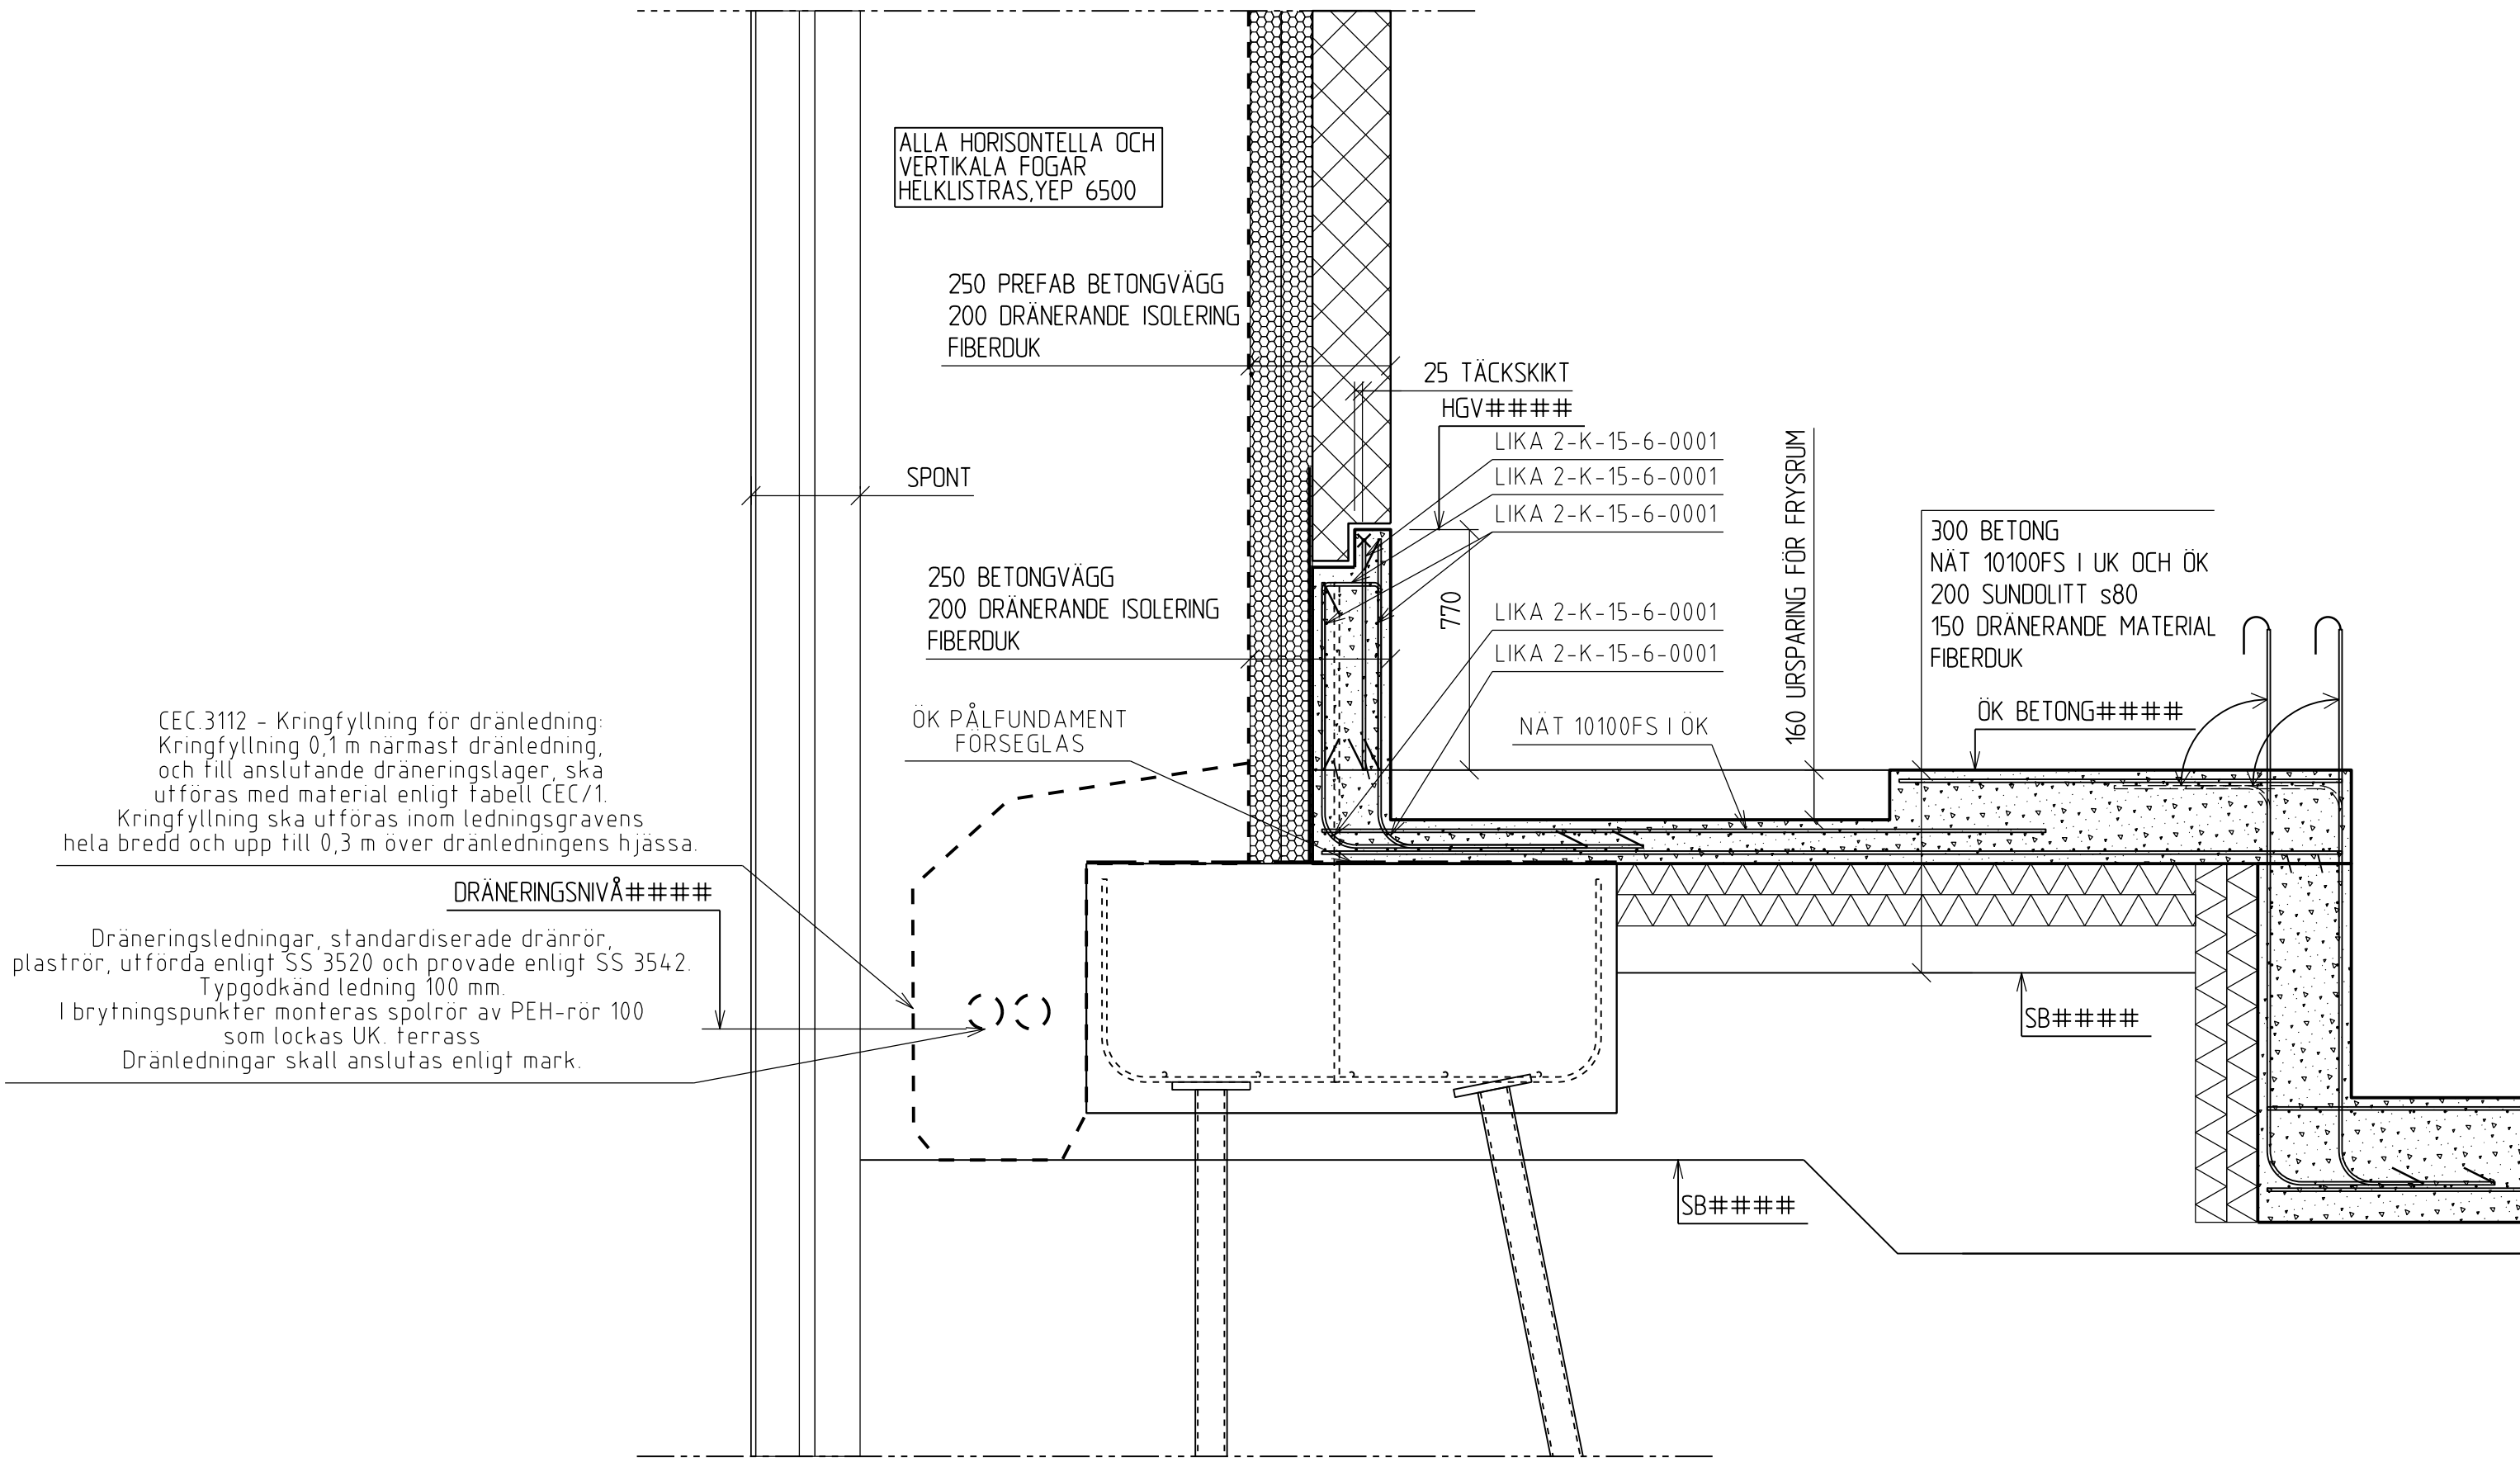 ALLA HORISONTELLA OCH
VERTIKALA FOGAR
HELKLISTRAS,YEP 6500
250 PREFAB BETONGVÄGG
200 DRÄNERANDE ISOLERING
FIBERDUK
25 TÄCKSKIKT
HGV####
LIKA 2-K-15-6-0001
LIKA 2-K-15-6-0001
LIKA 2-K-15-6-0001
SPONT
160 URSPARING FÖR FRYSRUM
300 BETONG
NÄT 10100FS I UK OCH ÖK
200 SUNDOLITT s80
150 DRÄNERANDE MATERIAL
FIBERDUK
250 BETONGVÄGG
200 DRÄNERANDE ISOLERING
FIBERDUK
770
LIKA 2-K-15-6-0001
LIKA 2-K-15-6-0001
ÖK PÅLFUNDAMENT
FÖRSEGLAS
NÄT 10100FS I ÖK
ÖK BETONG####
CEC.3112 - Kringfyllning för dränledning:
Kringfyllning 0,1 m närmast dränledning,
och till anslutande dräneringslager, ska
utföras med material enligt tabell CEC/1.
Kringfyllning ska utföras inom ledningsgravens
hela bredd och upp till 0,3 m över dränledningens hjässa.
DRÄNERINGSNIVÅ####
Dräneringsledningar, standardiserade dränrör,
plaströr, utförda enligt SS 3520 och provade enligt SS 3542.
Typgodkänd ledning 100 mm.
I brytningspunkter monteras spolrör av PEH-rör 100
som lockas UK. terrass
Dränledningar skall anslutas enligt mark.
SB####
SB####